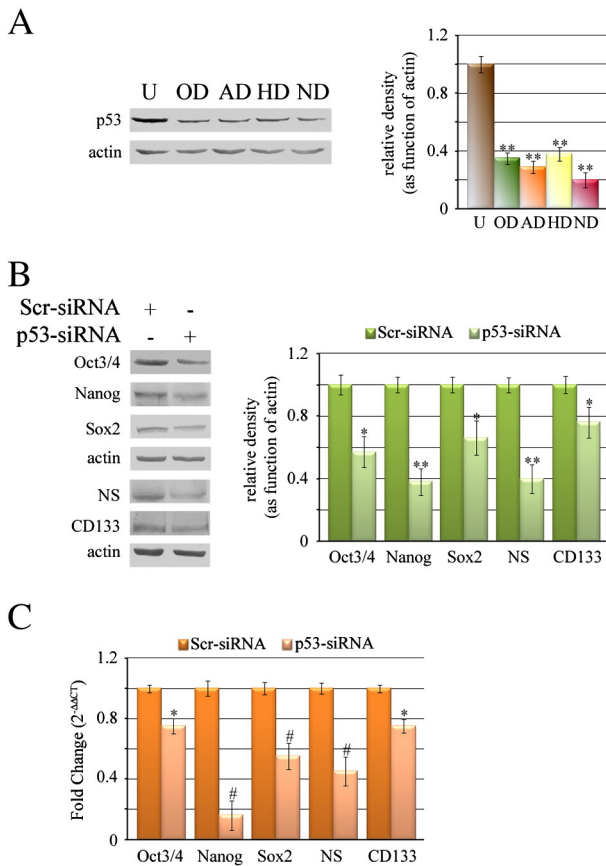 A
U OD AD HD ND
p53
actin
relative density
(as function of actin)
1.2
1.0
0.8
0.4
0
**
**
**
**
U OD AD HD ND
B
Scr-siRNA + -
p53-siRNA - +
Oct3/4
Nanog
Sox2
actin
NS
CD133
actin
Scr-siRNA p53-siRNA
relative density
(as function of actin)
1.2
0.8
0.4
0
*
**
*
**
*
Oct3/4 Nanog Sox2 NS CD133
C
Scr-siRNA p53-siRNA
Fold Change (2-ΔΔCT)
1.2
0.8
0.4
0
*
#
#
#
*
Oct3/4 Nanog Sox2 NS CD133